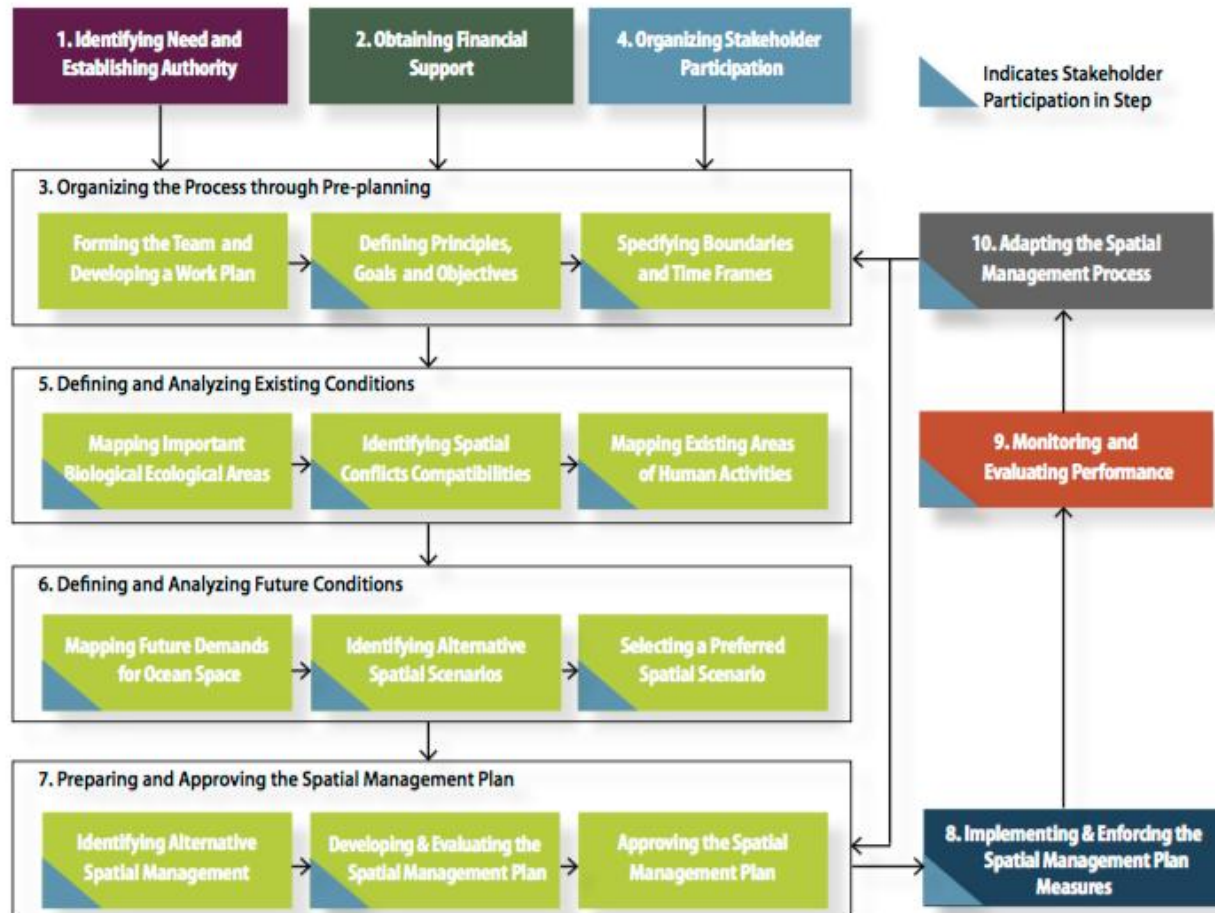 1. Identifying Need and
Establishing Authority
2. Obtaining Financial
Support
4. Organizing Stakeholder
Participation
Indicates Stakeholder
Participation in Step
3. Organizing the Process through Pre-planning
Forming the Team and
Developing a Work Plan
Defining Principles,
Goals and Objectives
Specifying Boundaries
and Time Frames
10. Adapting the Spatial
Management Process
5. Defining and Analyzing Existing Conditions
Mapping Important
Biological Ecological Areas
Identifying Spatial
Conflicts Compatibilities
Mapping Existing Areas
of Human Activities
9. Monitoring and
Evaluating Performance
6. Defining and Analyzing Future Conditions
Mapping Future Demands
for Ocean Space
Identifying Alternative
Spatial Scenarios
Selecting a Preferred
Spatial Scenario
7. Preparing and Approving the Spatial Management Plan
Identifying Alternative
Spatial Management
Developing & Evaluating the
Spatial Management Plan
Approving the Spatial
Management Plan
8. Implementing & Enforcing the
Spatial Management Plan
Measures